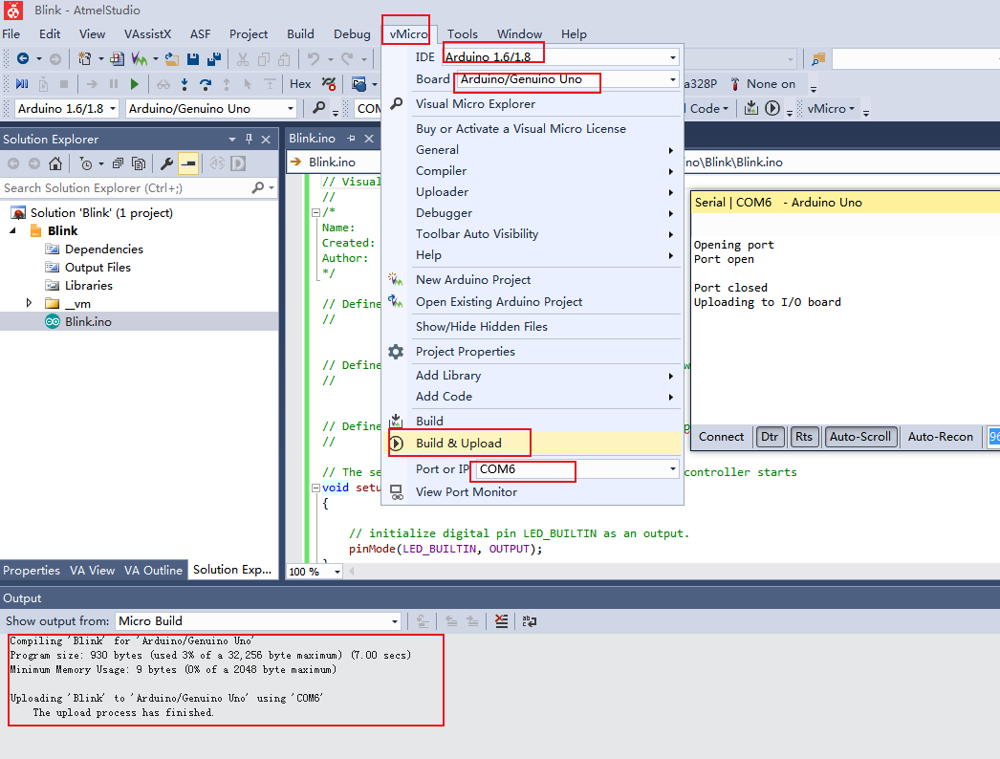 Blink - AtmelStudio
File Edit View VAssistX ASF Project Build Debug vMicro Tools Window Help
Hex
a328P None on
Arduino 1.6/1.8 Arduino/Genuino Uno COM
Code vMicro
IDE Arduino 1.6/1.8
Board Arduino/Genuino Uno
Visual Micro Explorer
Buy or Activate a Visual Micro License
General
Compiler
Uploader
Debugger
Toolbar Auto Visibility
Help
New Arduino Project
Open Existing Arduino Project
Show/Hide Hidden Files
Project Properties
Add Library
Add Code
Build
Build & Upload
Port or IP COM6
View Port Monitor
Solution Explorer
Search Solution Explorer (Ctrl+;)
Solution 'Blink' (1 project)
Blink
Dependencies
Output Files
Libraries
__vm
Blink.ino
Properties VA View VA Outline Solution Exp...
Blink.ino
Blink.ino
no\Blink\Blink.ino
// Visual
//
/*
Name:
Created:
Author:
*/
// Define
//
// Define
w
//
// Define
p
//
// The se
controller starts
void setu
{
// initialize digital pin LED_BUILTIN as an output.
pinMode(LED_BUILTIN, OUTPUT);
100 %
Serial | COM6 - Arduino Uno
Opening port
Port open
Port closed
Uploading to I/O board
Connect Dtr Rts Auto-Scroll Auto-Recon 96
Output
Show output from: Micro Build
Compiling 'Blink' for 'Arduino/Genuino Uno'
Program size: 930 bytes (used 3% of a 32,256 byte maximum) (7.00 secs)
Minimum Memory Usage: 9 bytes (0% of a 2048 byte maximum)
Uploading 'Blink' to 'Arduino/Genuino Uno' using 'COM6'
The upload process has finished.